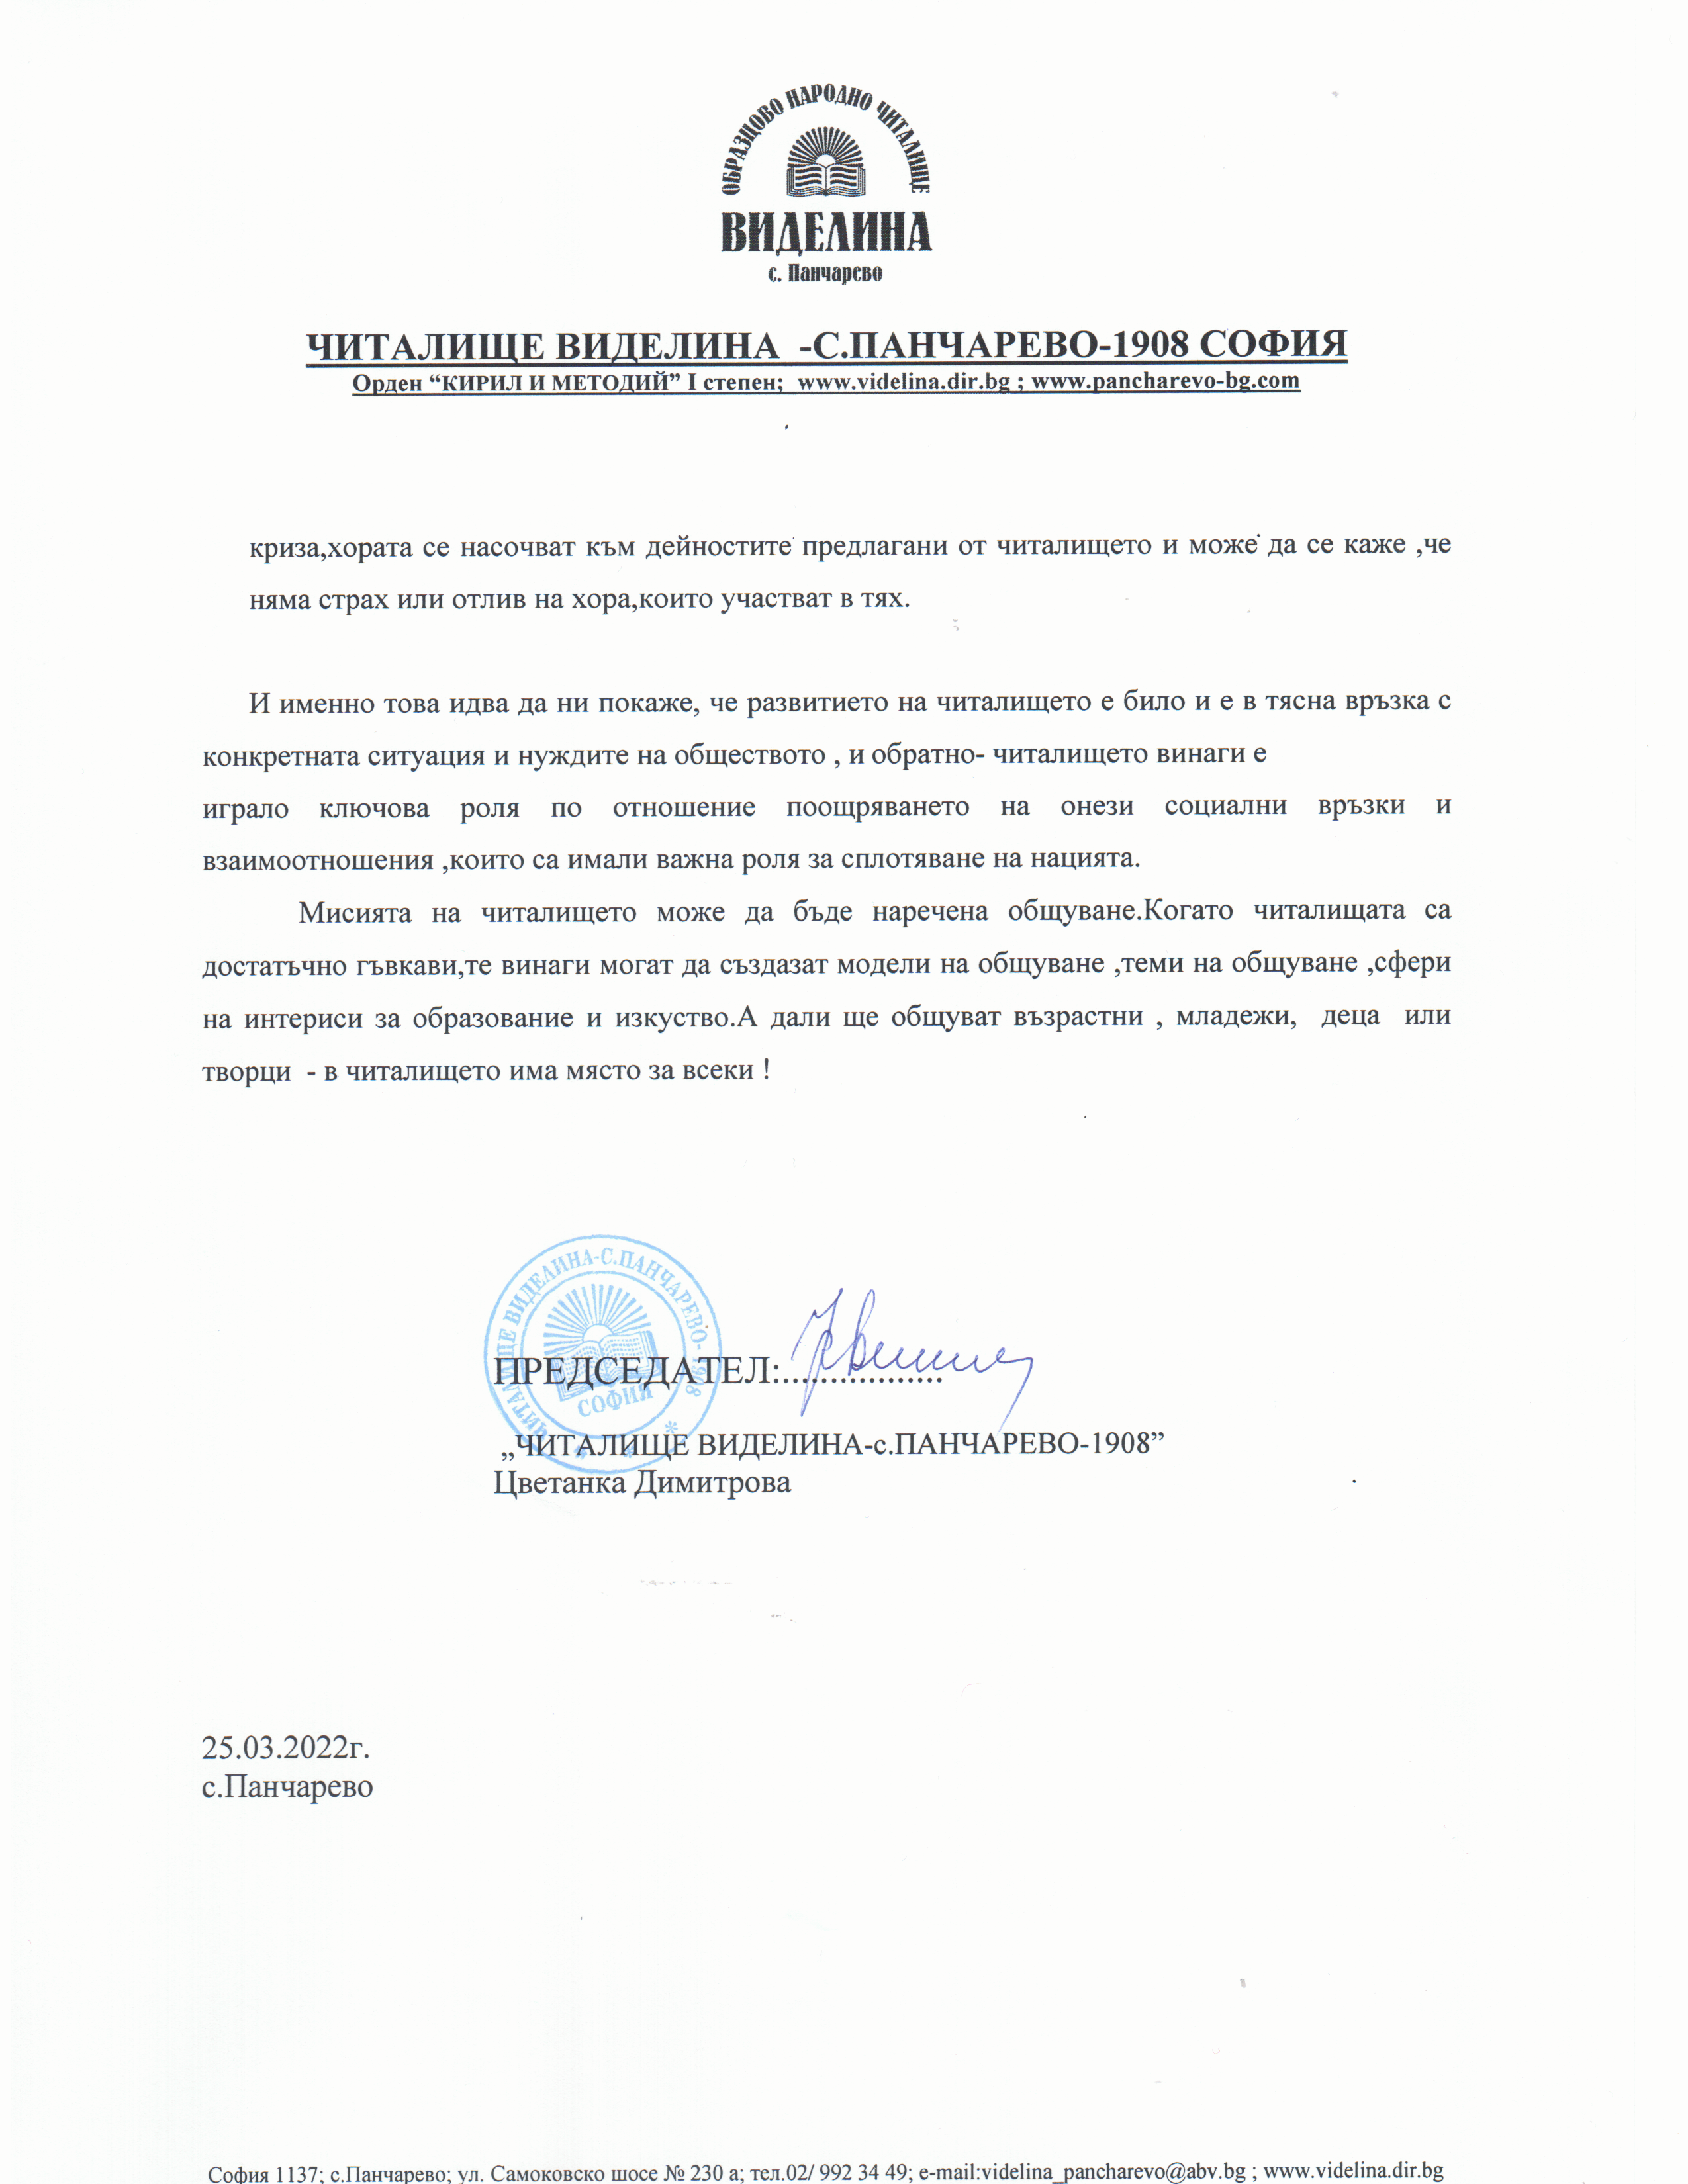 ОБРАЗЦОВО НАРОДНО ЧИТАЛИЩЕ
ВИДЕЛИНА
с. Панчарево
ЧИТАЛИЩЕ ВИДЕЛИНА -С.ПАНЧАРЕВО-1908 СОФИЯ
Орден “КИРИЛ И МЕТОДИЙ” I степен; www.videlina.dir.bg ; www.pancharevo-bg.com
криза,хората се насочват към дейностите предлагани от читалището и може да се каже ,че
няма страх или отлив на хора,които участват в тях.
И именно това идва да ни покаже, че развитието на читалището е било и е в тясна връзка с
конкретната ситуация и нуждите на обществото , и обратно- читалището винаги е
играло ключова роля по отношение поощряването на онези социални връзки и
взаимоотношения ,които са имали важна роля за сплотяване на нацията.
Мисията на читалището може да бъде наречена общуване.Когато читалищата са
достатъчно гъвкави,те винаги могат да създазат модели на общуване ,теми на общуване ,сфери
на интериси за образование и изкуство.А дали ще общуват възрастни , младежи, деца или
творци - в читалището има място за всеки !
ЧИТАЛИЩЕ ВИДЕЛИНА-С.ПАНЧАРЕВО-1908
СОФИЯ
ПРЕДСЕДАТЕЛ:.................
„ЧИТАЛИЩЕ ВИДЕЛИНА-с.ПАНЧАРЕВО-1908”
Цветанка Димитрова
25.03.2022г.
с.Панчарево
София 1137; с.Панчарево; ул. Самоковско шосе № 230 а; тел.02/ 992 34 49; e-mail:videlina_pancharevo@abv.bg ; www.videlina.dir.bg